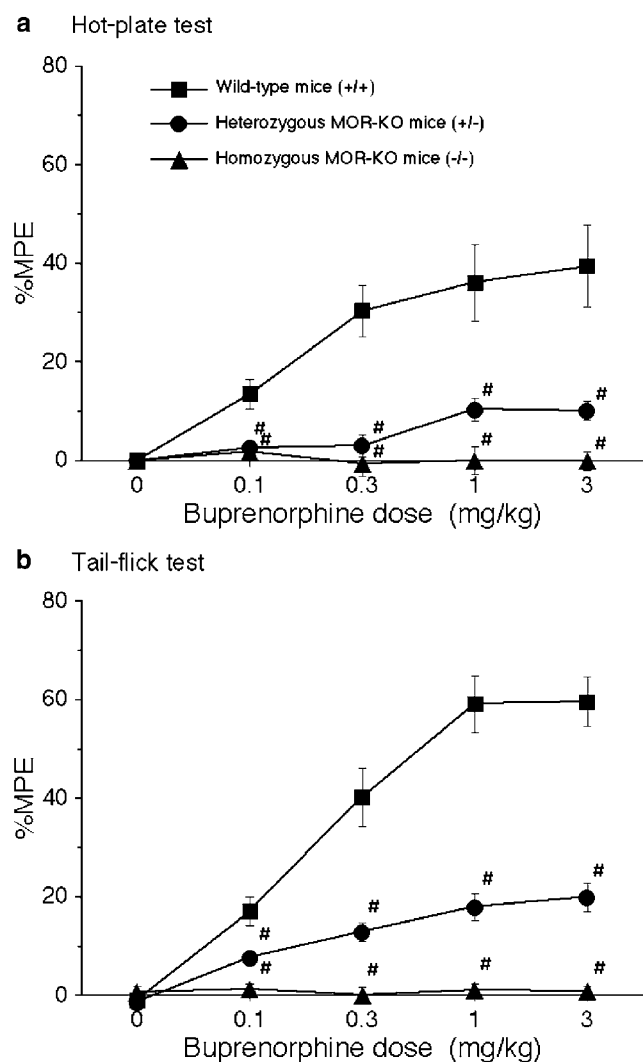 a Hot-plate test
80
Wild-type mice (+/+)
Heterozygous MOR-KO mice (+/-)
Homozygous MOR-KO mice (-/-)
60
%MPE
40
20
#
#
#
#
#
#
#
#
0
0 0.1 0.3 1 3
Buprenorphine dose (mg/kg)
b Tail-flick test
80
60
%MPE
40
20
#
#
#
#
#
#
#
#
0
0 0.1 0.3 1 3
Buprenorphine dose (mg/kg)